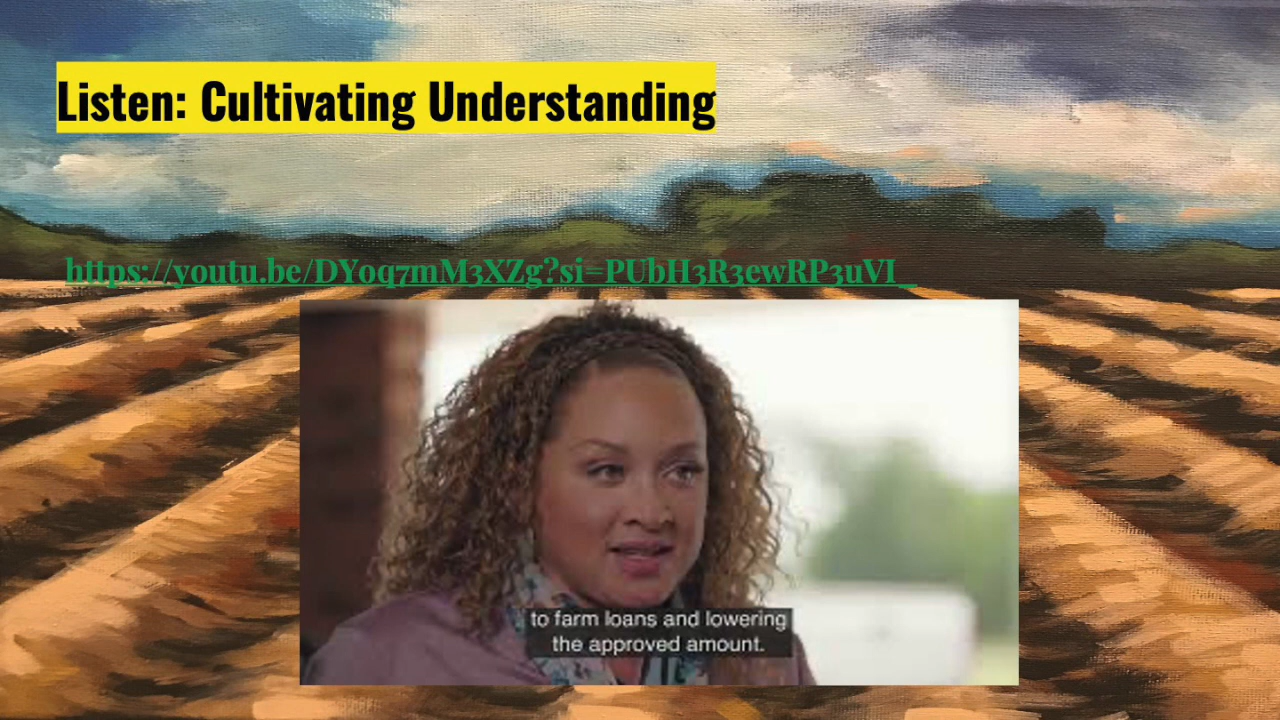 Listen: Cultivating Understanding
https://youtu.be/DYoq7mM3XZg?si=PUbH3R3ewRP3uVI_
to farm loans and lowering
the approved amount.